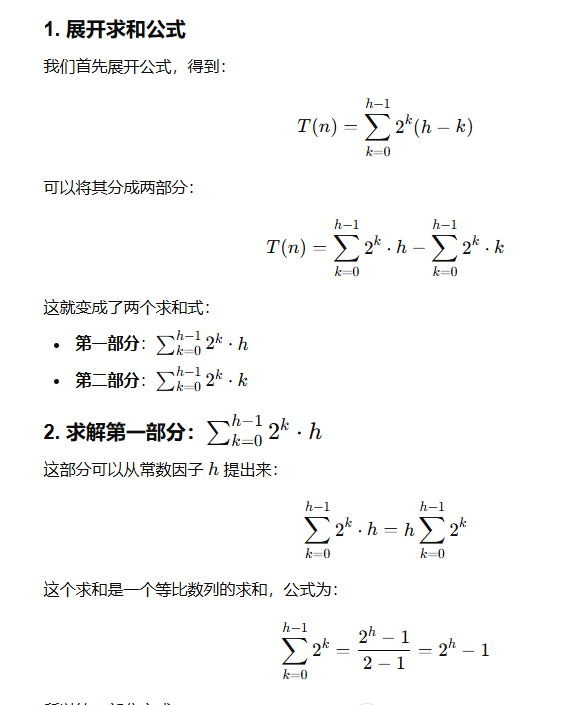 1. 展开求和公式
我们首先展开公式，得到：
$T(n) = \sum_{k=0}^{h-1} 2^k (h - k)$
可以将其分成两部分：
$T(n) = \sum_{k=0}^{h-1} 2^k \cdot h - \sum_{k=0}^{h-1} 2^k \cdot k$
这就变成了两个求和式：
• 第一部分：$\sum_{k=0}^{h-1} 2^k \cdot h$
• 第二部分：$\sum_{k=0}^{h-1} 2^k \cdot k$
2. 求解第一部分：$\sum_{k=0}^{h-1} 2^k \cdot h$
这部分可以从常数因子 $h$ 提出来：
$\sum_{k=0}^{h-1} 2^k \cdot h = h \sum_{k=0}^{h-1} 2^k$
这个求和是一个等比数列的求和，公式为：
$\sum_{k=0}^{h-1} 2^k = \frac{2^h - 1}{2 - 1} = 2^h - 1$